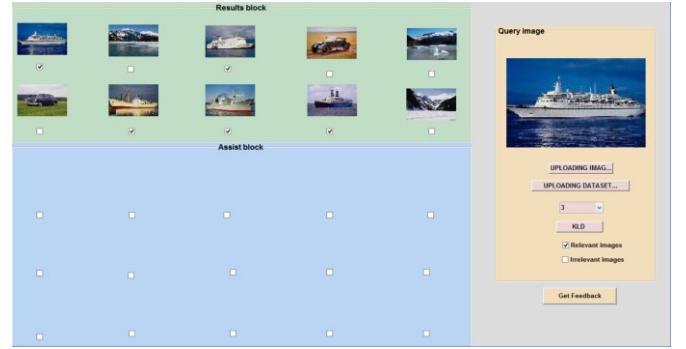 Results block
Query image
Assist block
UPLOADING IMAG...
UPLOADING DATASET...
3
KLD
Relevant images
Irrelevant images
Get Feedback